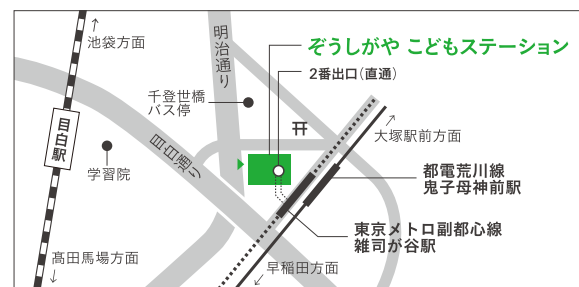 ↑
池袋方面
明治通り
ぞうしがや こどもステーション
2番出口(直通)
千登世橋
バス停
目白駅
目白通り
学習院
大塚駅前方面
都電荒川線
鬼子母神前駅
東京メトロ副都心線
雑司が谷駅
髙田馬場方面
早稲田方面